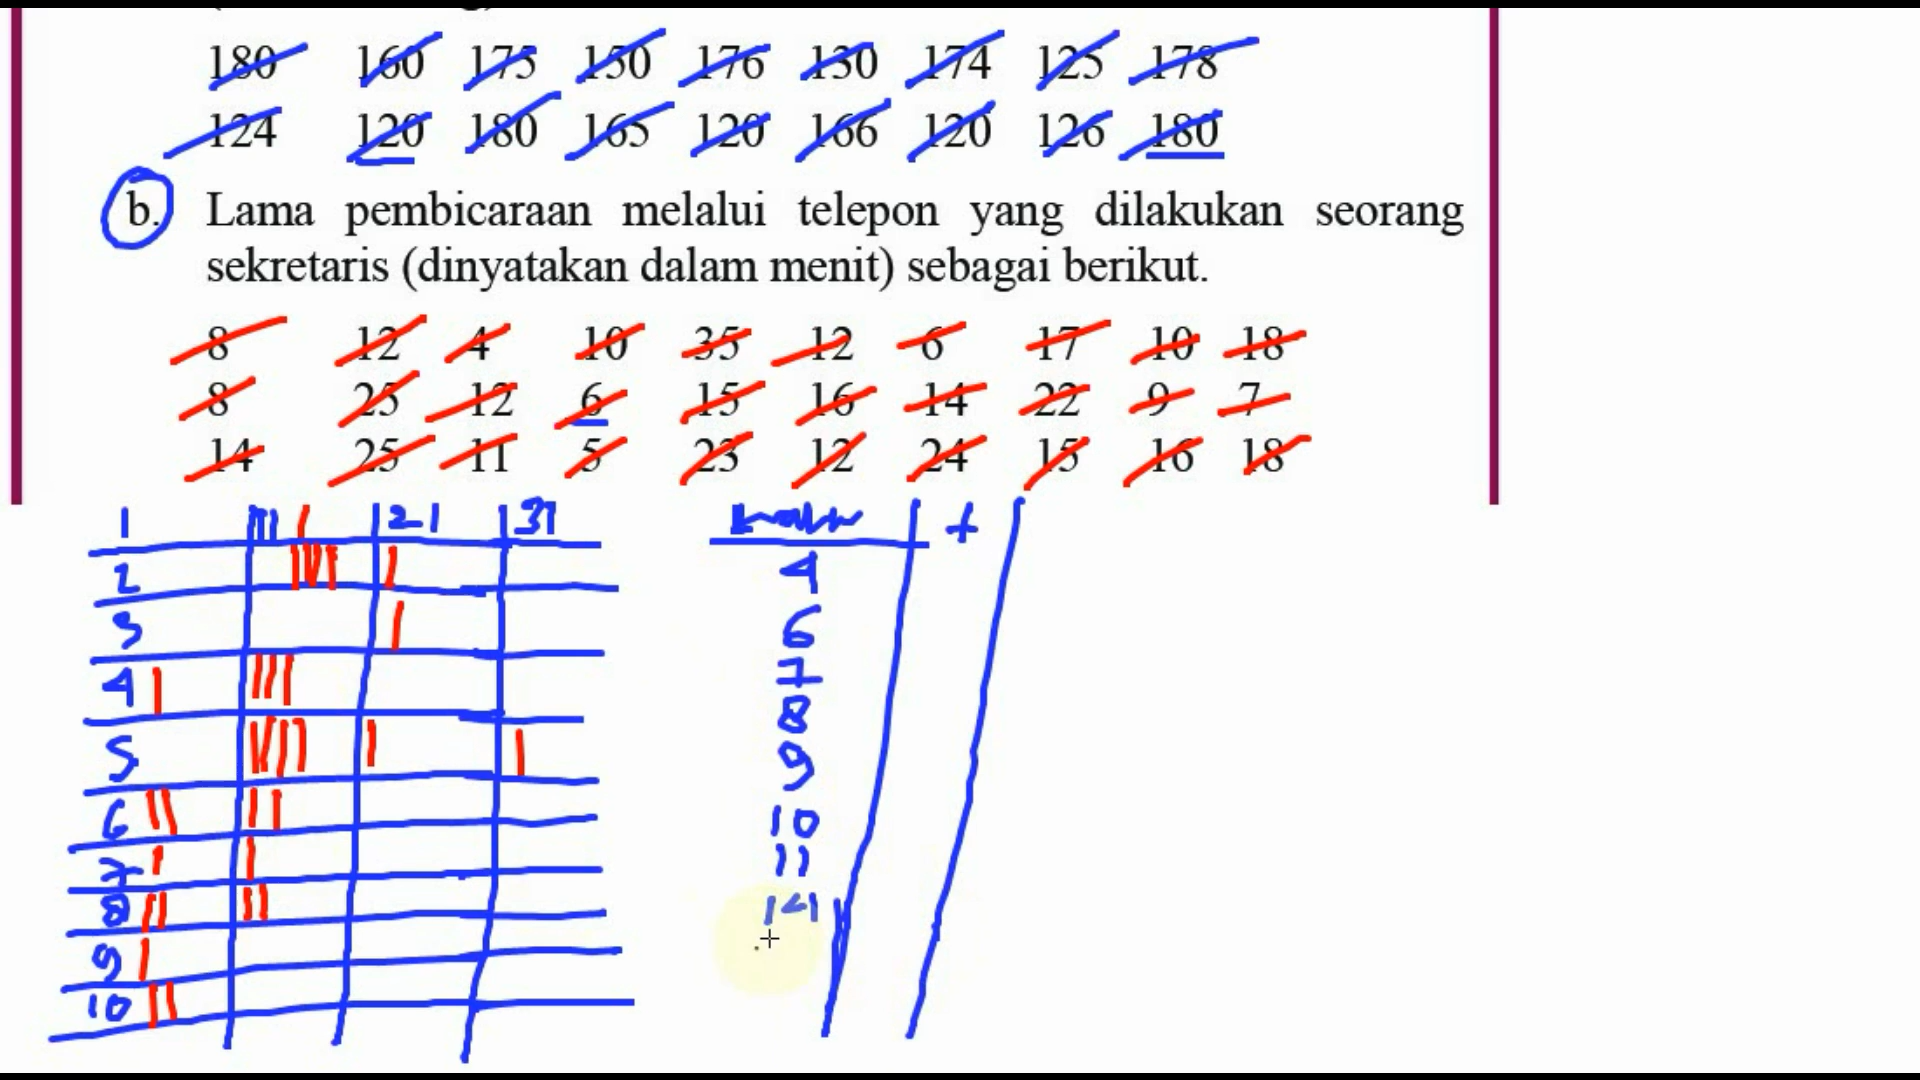 180 160 175 150 176 130 174 125 178
124 120 180 165 120 166 120 126 180
b. Lama pembicaraan melalui telepon yang dilakukan seorang
sekretaris (dinyatakan dalam menit) sebagai berikut.
8 12 4 10 35 12 6 17 10 18
8 25 12 6 15 16 14 22 9 7
14 25 11 5 23 12 24 15 16 18
1 21 31
2
3
4
5
6
7
8
9
10
4
6
7
8
9
10
11
14